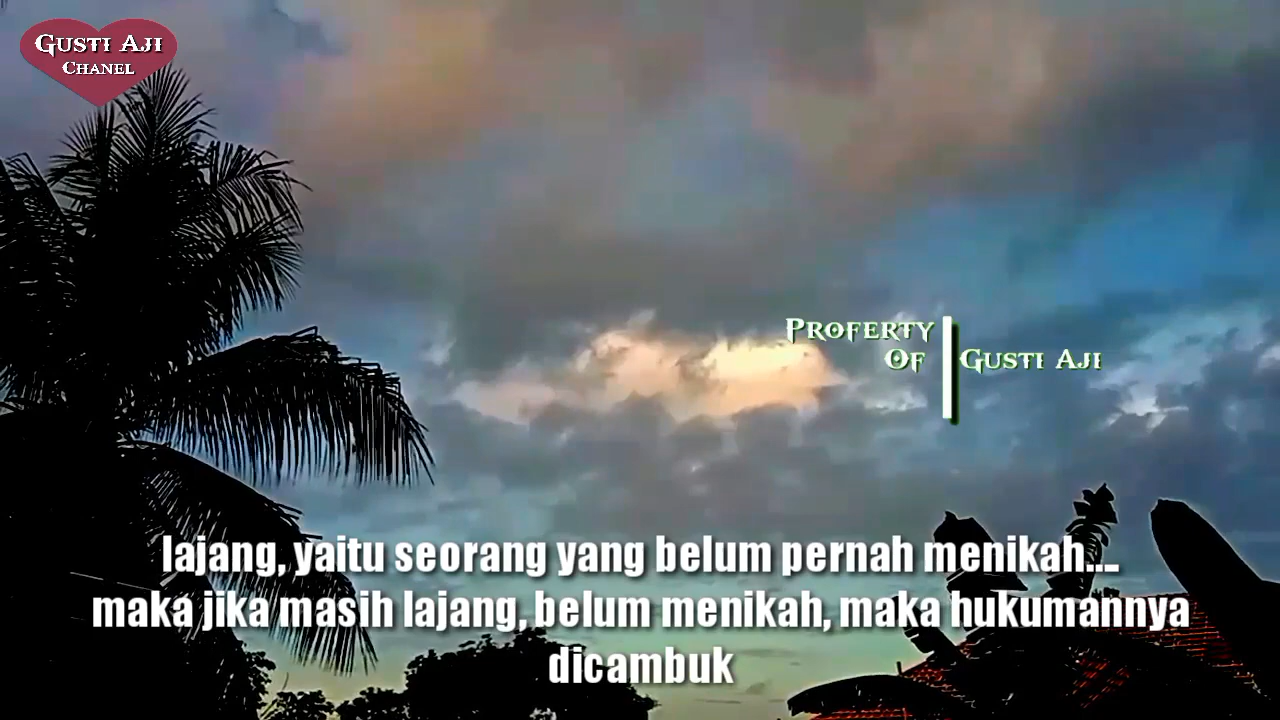 Gusti Aji
Chanel
Proferty
Of Gusti Aji
lajang, yaitu seorang yang belum pernah menikah....
maka jika masih lajang, belum menikah, maka hukumannya
dicambuk